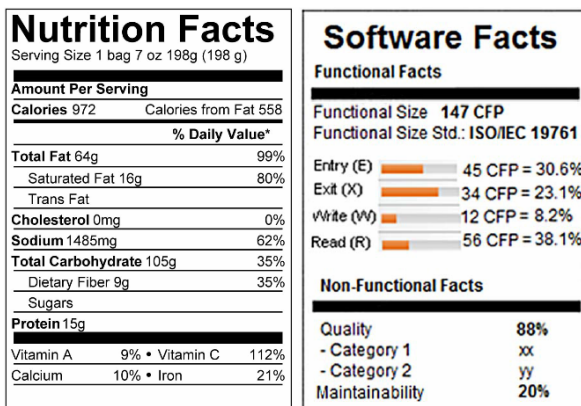 Nutrition Facts
Serving Size 1 bag 7 oz 198g (198 g)
Amount Per Serving
Calories 972 Calories from Fat 558
% Daily Value*
Total Fat 64g 99%
Saturated Fat 16g 80%
Trans Fat
Cholesterol 0mg 0%
Sodium 1485mg 62%
Total Carbohydrate 105g 35%
Dietary Fiber 9g 35%
Sugars
Protein 15g
Vitamin A 9% • Vitamin C 112%
Calcium 10% • Iron 21%
Software Facts
Functional Facts
Functional Size 147 CFP
Functional Size Std.: ISO/IEC 19761
Entry (E) 45 CFP = 30.6%
Exit (X) 34 CFP = 23.1%
Write (W) 12 CFP = 8.2%
Read (R) 56 CFP = 38.1%
Non-Functional Facts
Quality 88%
- Category 1 xx
- Category 2 yy
Maintainability 20%